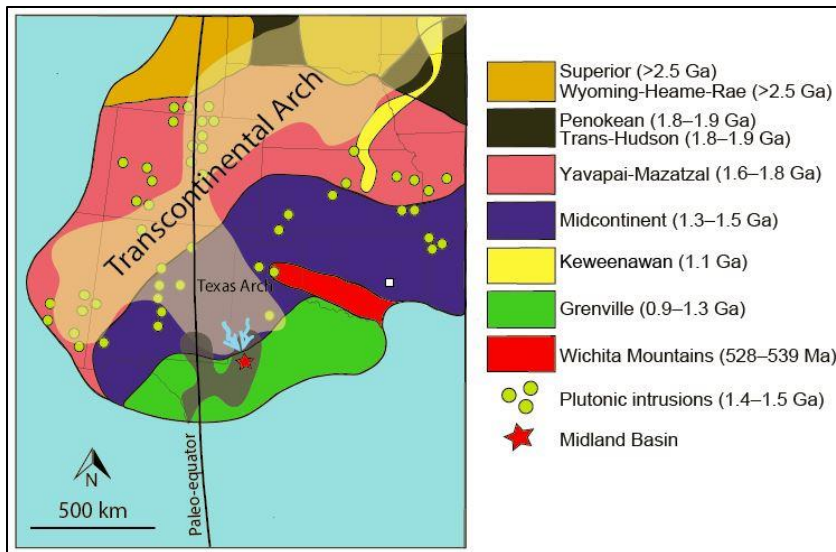 Transcontinental Arch
Texas Arch
Paleo-equator
N
500 km
Superior (>2.5 Ga)
Wyoming-Hearne-Rae (>2.5 Ga)
Penokean (1.8–1.9 Ga)
Trans-Hudson (1.8–1.9 Ga)
Yavapai-Mazatzal (1.6–1.8 Ga)
Midcontinent (1.3–1.5 Ga)
Keweenawan (1.1 Ga)
Grenville (0.9–1.3 Ga)
Wichita Mountains (528–539 Ma)
Plutonic intrusions (1.4–1.5 Ga)
Midland Basin